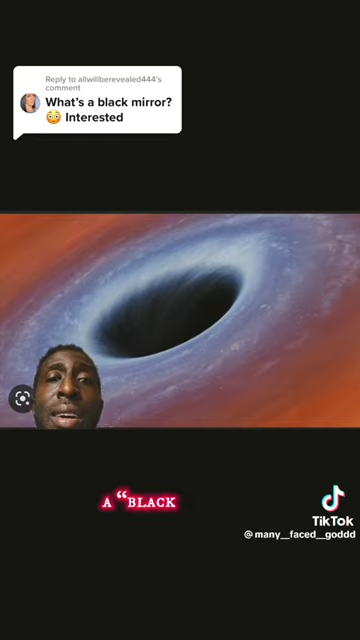 Reply to allwillberevealed444's
comment
What's a black mirror?
😳 Interested
A “BLACK
TikTok
@many__faced__goddd